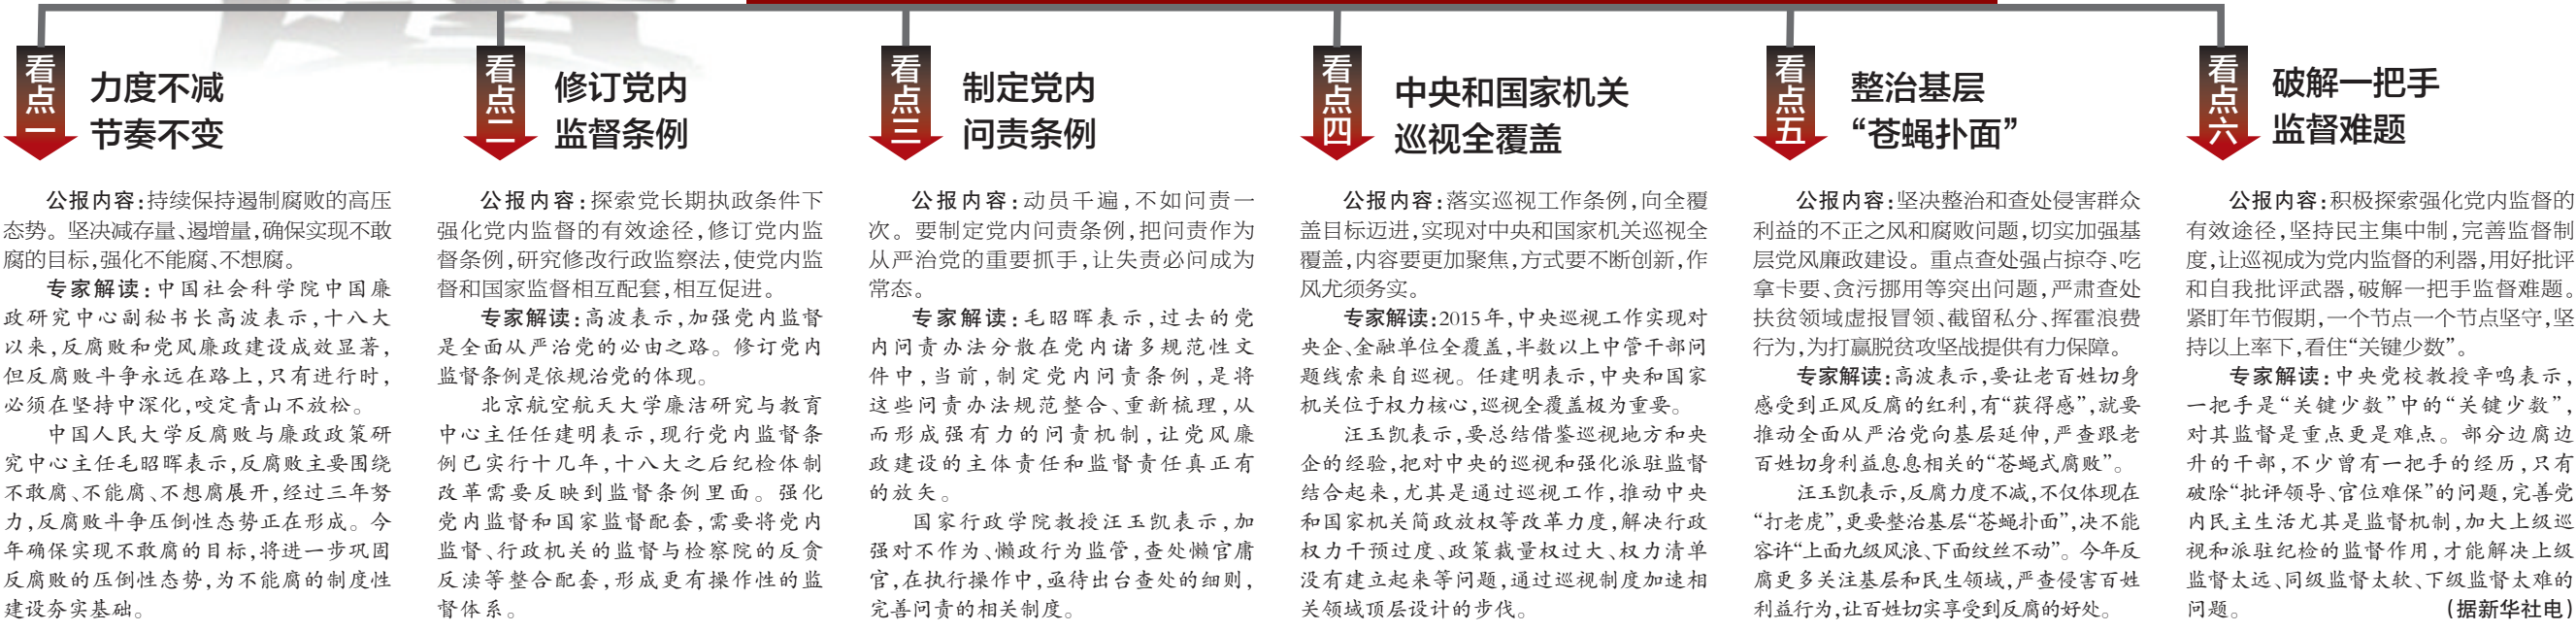 看点一
力度不减
节奏不变
公报内容：持续保持遏制腐败的高压
态势。坚决减存量、遏增量，确保实现不敢
腐的目标，强化不能腐、不想腐。
专家解读：中国社会科学院中国廉
政研究中心副秘书长高波表示，十八大
以来，反腐败和党风廉政建设成效显著，
但反腐败斗争永远在路上，只有进行时，
必须在坚持中深化，咬定青山不放松。
中国人民大学反腐败与廉政政策研
究中心主任毛昭晖表示，反腐败主要围绕
不敢腐、不能腐、不想腐展开，经过三年努
力，反腐败斗争压倒性态势正在形成。今
年确保实现不敢腐的目标，将进一步巩固
反腐败的压倒性态势，为不能腐的制度性
建设夯实基础。
看点二
修订党内
监督条例
公报内容：探索党长期执政条件下
强化党内监督的有效途径，修订党内监
督条例，研究修改行政监察法，使党内监
督和国家监督相互配套，相互促进。
专家解读：高波表示，加强党内监督
是全面从严治党的必由之路。修订党内
监督条例是依规治党的体现。
北京航空航天大学廉洁研究与教育
中心主任任建明表示，现行党内监督条
例已实行十几年，十八大之后纪检体制
改革需要反映到监督条例里面。强化
党内监督和国家监督配套，需要将党内
监督、行政机关的监督与检察院的反贪
反渎等整合配套，形成更有操作性的监
督体系。
看点三
制定党内
问责条例
公报内容：动员千遍，不如问责一
次。要制定党内问责条例，把问责作为
从严治党的重要抓手，让失责必问成为
常态。
专家解读：毛昭晖表示，过去的党
内问责办法分散在党内诸多规范性文
件中，当前，制定党内问责条例，是将
这些问责办法规范整合、重新梳理，从
而形成强有力的问责机制，让党风廉
政建设的主体责任和监督责任真正有
的放矢。
国家行政学院教授汪玉凯表示，加
强对不作为、懒政行为监管，查处懒官庸
官，在执行操作中，亟待出台查处的细则，
完善问责的相关制度。
看点四
中央和国家机关
巡视全覆盖
公报内容：落实巡视工作条例，向全覆
盖目标迈进，实现对中央和国家机关巡视全
覆盖，内容要更加聚焦，方式要不断创新，作
风尤须务实。
专家解读：2015年，中央巡视工作实现对
央企、金融单位全覆盖，半数以上中管干部问
题线索来自巡视。任建明表示，中央和国家
机关位于权力核心，巡视全覆盖极为重要。
汪玉凯表示，要总结借鉴巡视地方和央
企的经验，把对中央的巡视和强化派驻监督
结合起来，尤其是通过巡视工作，推动中央
和国家机关简政放权等改革力度，解决行政
权力干预过度、政策裁量权过大、权力清单
没有建立起来等问题，通过巡视制度加速相
关领域顶层设计的步伐。
看点五
整治基层
“苍蝇扑面”
公报内容：坚决整治和查处侵害群众
利益的不正之风和腐败问题，切实加强基
层党风廉政建设。重点查处强占掠夺、吃
拿卡要、贪污挪用等突出问题，严肃查处
扶贫领域虚报冒领、截留私分、挥霍浪费
行为，为打赢脱贫攻坚战提供有力保障。
专家解读：高波表示，要让老百姓切身
感受到正风反腐的红利，有“获得感”，就要
推动全面从严治党向基层延伸，严查跟老
百姓切身利益息息相关的“苍蝇式腐败”。
汪玉凯表示，反腐力度不减，不仅体现在
“打老虎”，更要整治基层“苍蝇扑面”，决不能
容许“上面九级风浪、下面纹丝不动”。今年反
腐更多关注基层和民生领域，严查侵害百姓
利益行为，让百姓切实享受到反腐的好处。
看点六
破解一把手
监督难题
公报内容：积极探索强化党内监督的
有效途径，坚持民主集中制，完善监督制
度，让巡视成为党内监督的利器，用好批评
和自我批评武器，破解一把手监督难题。
紧盯年节假期，一个节点一个节点坚守，坚
持以上率下，看住“关键少数”。
专家解读：中央党校教授辛鸣表示，
一把手是“关键少数”中的“关键少数”，
对其监督是重点更是难点。部分边腐边
升的干部，不少曾有一把手的经历，只有
破除“批评领导、官位难保”的问题，完善党
内民主生活尤其是监督机制，加大上级巡
视和派驻纪检的监督作用，才能解决上级
监督太远、同级监督太软、下级监督太难的
问题。
（据新华社电）